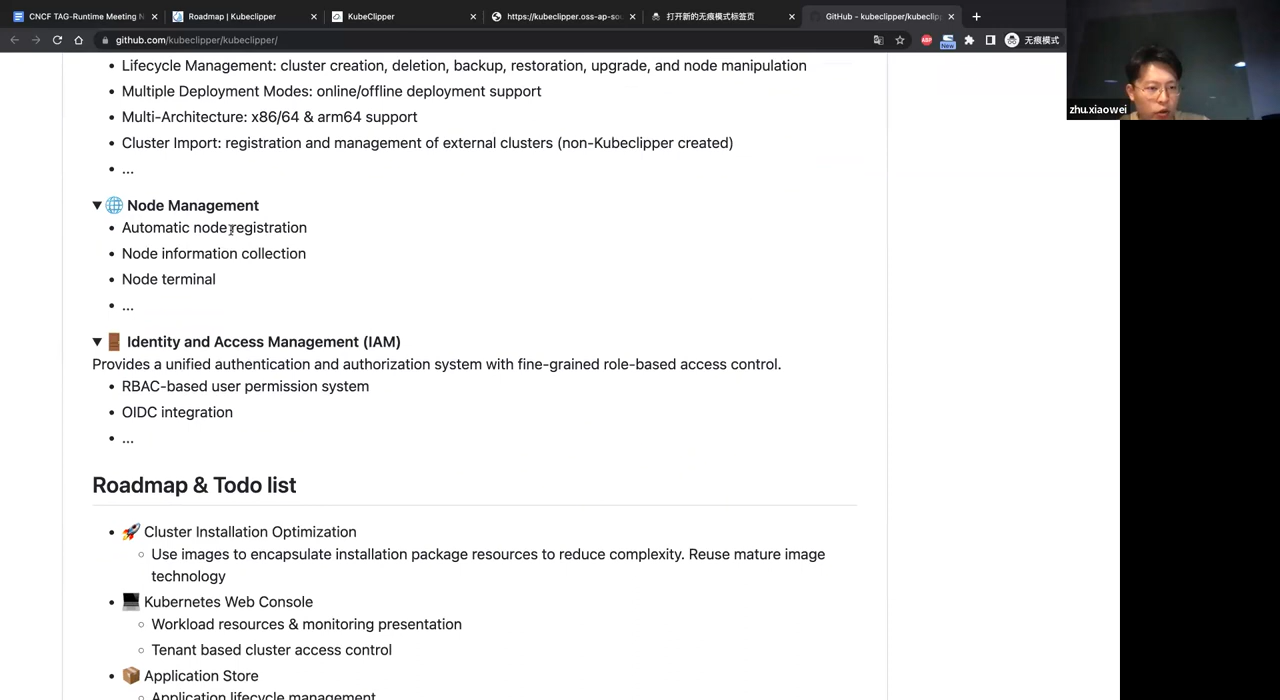 CNCF TAG-Runtime Meeting N
Roadmap | Kubeclipper
KubeClipper
https://kubeclipper.oss-ap-so
打开新的无痕模式标签页
GitHub - kubeclipper/kubeclip
github.com/kubeclipper/kubeclipper/
ABP
New
无痕模式
zhu.xiaowei
• Lifecycle Management: cluster creation, deletion, backup, restoration, upgrade, and node manipulation
• Multiple Deployment Modes: online/offline deployment support
• Multi-Architecture: x86/64 & arm64 support
• Cluster Import: registration and management of external clusters (non-Kubeclipper created)
• ...
▼ 🌐 Node Management
• Automatic node registration
• Node information collection
• Node terminal
• ...
▼ 🚪 Identity and Access Management (IAM)
Provides a unified authentication and authorization system with fine-grained role-based access control.
• RBAC-based user permission system
• OIDC integration
• ...
Roadmap & Todo list
• 🚀 Cluster Installation Optimization
○ Use images to encapsulate installation package resources to reduce complexity. Reuse mature image
technology
• 💻 Kubernetes Web Console
○ Workload resources & monitoring presentation
○ Tenant based cluster access control
• 📦 Application Store
○ Application lifecycle management